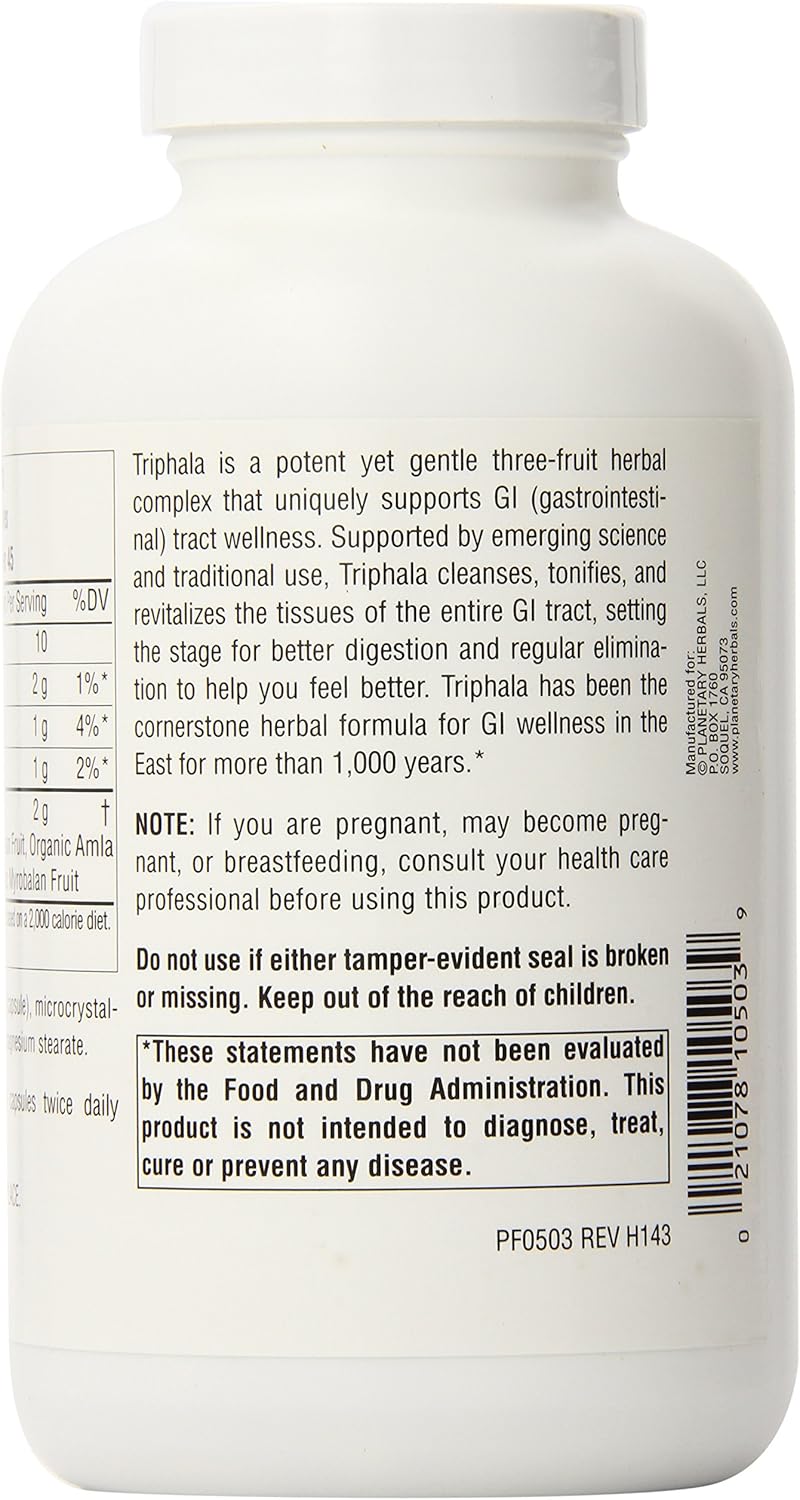 45
Per Serving %DV
10
2 g 1%*
1 g 4%*
1 g 2%*
2 g †
Fruit, Organic Amla
Myrobalan Fruit
on a 2,000 calorie diet.
microcrystal-
stearate.
twice daily
Triphala is a potent yet gentle three-fruit herbal
complex that uniquely supports GI (gastrointesti-
nal) tract wellness. Supported by emerging science
and traditional use, Triphala cleanses, tonifies, and
revitalizes the tissues of the entire GI tract, setting
the stage for better digestion and regular elimina-
tion to help you feel better. Triphala has been the
cornerstone herbal formula for GI wellness in the
East for more than 1,000 years.*
NOTE: If you are pregnant, may become preg-
nant, or breastfeeding, consult your health care
professional before using this product.
Do not use if either tamper-evident seal is broken
or missing. Keep out of the reach of children.
*These statements have not been evaluated
by the Food and Drug Administration. This
product is not intended to diagnose, treat,
cure or prevent any disease.
PF0503 REV H143
Manufactured for:
© PLANETARY HERBALS, LLC
P.O. BOX 1760
SOQUEL, CA 95073
www.planetaryherbals.com
0 21078 10503 9